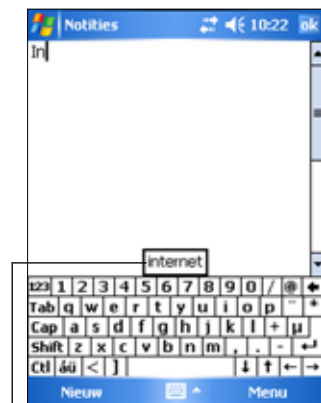 Notities 10:22 ok
In
internet
123 1 2 3 4 5 6 7 8 9 0 / @
Tab q w e r t y u i o p ¨ *
Cap a s d f g h j k l + µ
Shift z x c v b n m , . -
Ctl áü < ]
Nieuw Menu